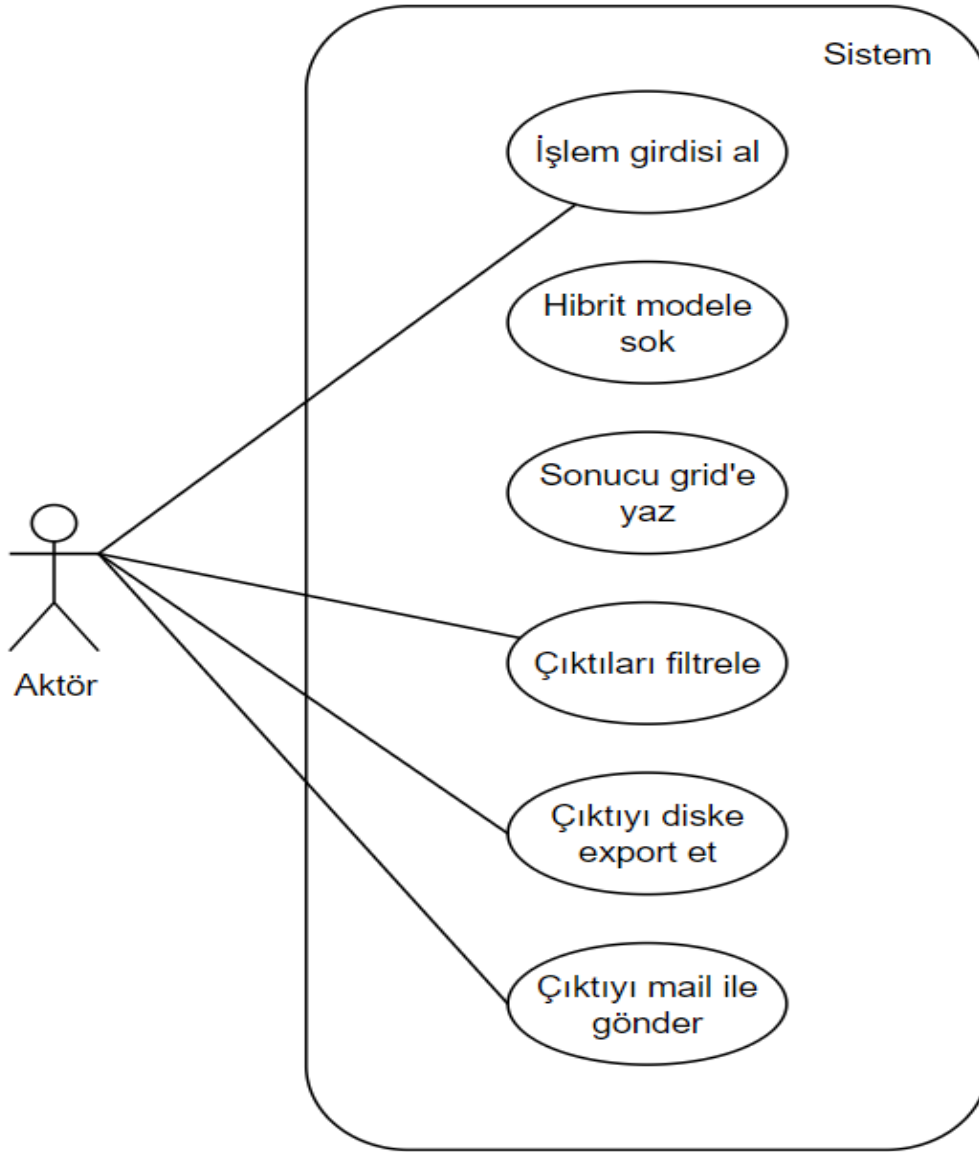 Sistem
İşlem girdisi al
Hibrit modele
sok
Sonucu grid'e
yaz
Çıktıları filtrele
Aktör
Çıktıyı diske
export et
Çıktıyı mail ile
gönder